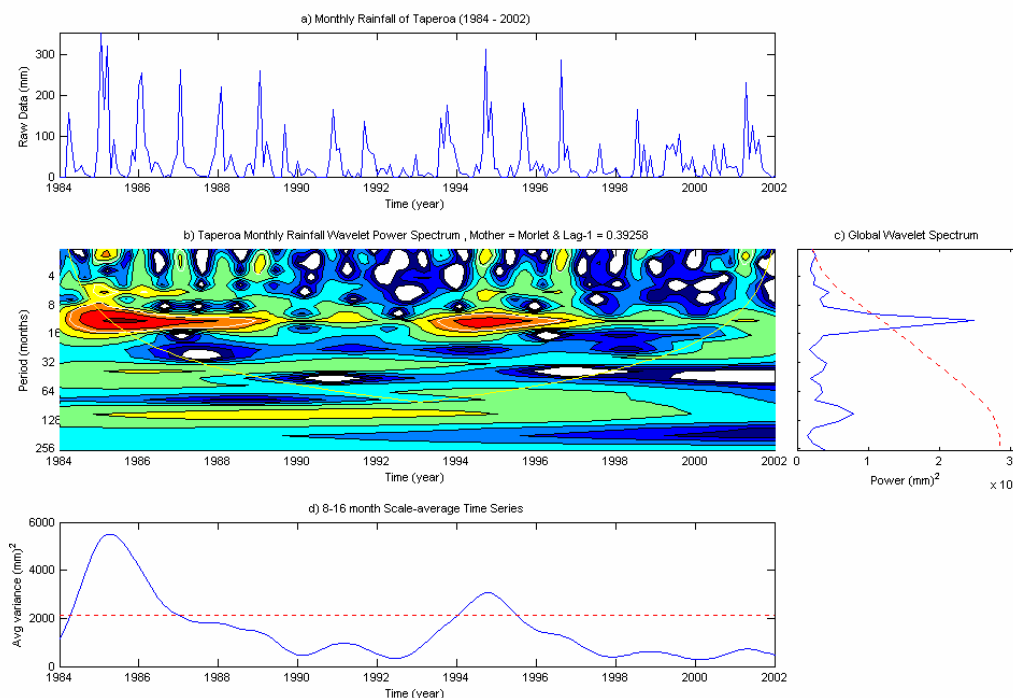 a) Monthly Rainfall of Taperoa (1984 - 2002)
Raw Data (mm)
300
200
100
0
1984 1986 1988 1990 1992 1994 1996 1998 2000 2002
Time (year)
b) Taperoa Monthly Rainfall Wavelet Power Spectrum , Mother = Morlet & Lag-1 = 0.39258
Period (months)
4
8
16
32
64
128
256
1984 1986 1988 1990 1992 1994 1996 1998 2000 2002
Time (year)
c) Global Wavelet Spectrum
0 1 2 3
Power (mm)2
x 10
d) 8-16 month Scale-average Time Series
Avg variance (mm)2
6000
4000
2000
0
1984 1986 1988 1990 1992 1994 1996 1998 2000 2002
Time (year)